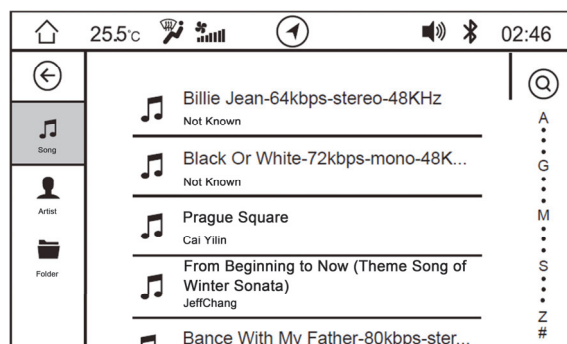 25.5°c
02:46
Song
Artist
Folder
Billie Jean-64kbps-stereo-48KHz
Not Known
Black Or White-72kbps-mono-48K...
Not Known
Prague Square
Cai Yilin
From Beginning to Now (Theme Song of
Winter Sonata)
JeffChang
Bance With My Father-80kbps-ster...
A
G
M
S
Z
#